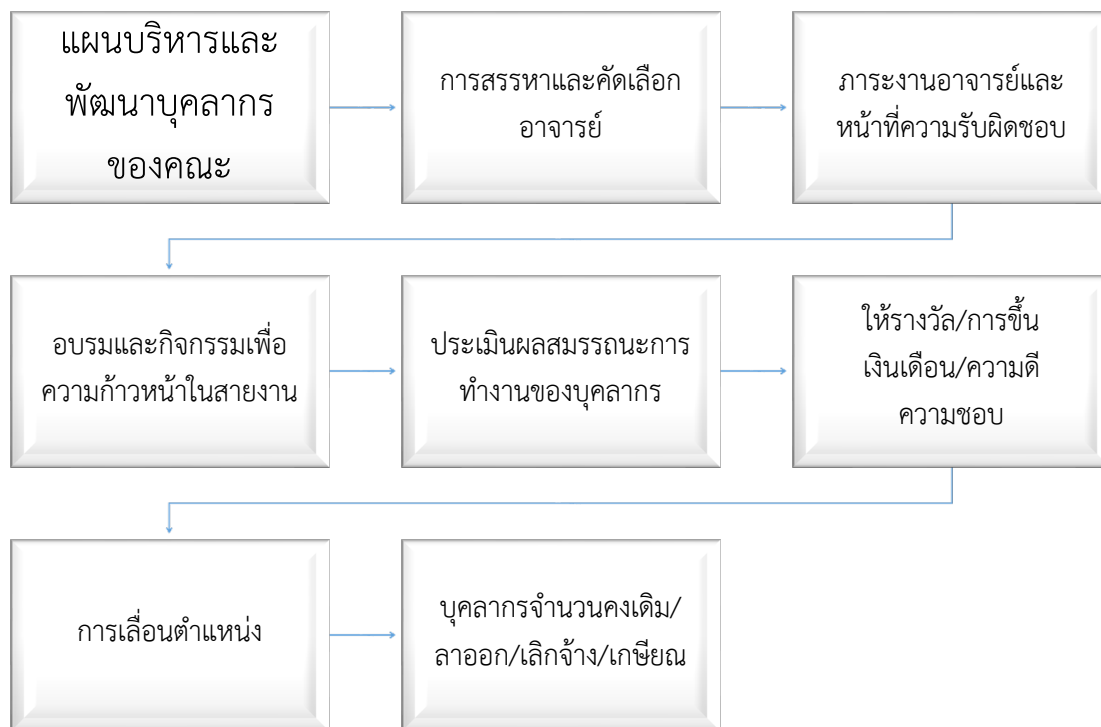 แผนบริหารและ
พัฒนาบุคลากร
ของคณะ
การสรรหาและคัดเลือก
อาจารย์
ภาระงานอาจารย์และ
หน้าที่ความรับผิดชอบ
อบรมและกิจกรรมเพื่อ
ความก้าวหน้าในสายงาน
ประเมินผลสมรรถนะการ
ทำงานของบุคลากร
ให้รางวัล/การขึ้น
เงินเดือน/ความดี
ความชอบ
การเลื่อนตำแหน่ง
บุคลากรจำนวนคงเดิม/
ลาออก/เลิกจ้าง/เกษียณ